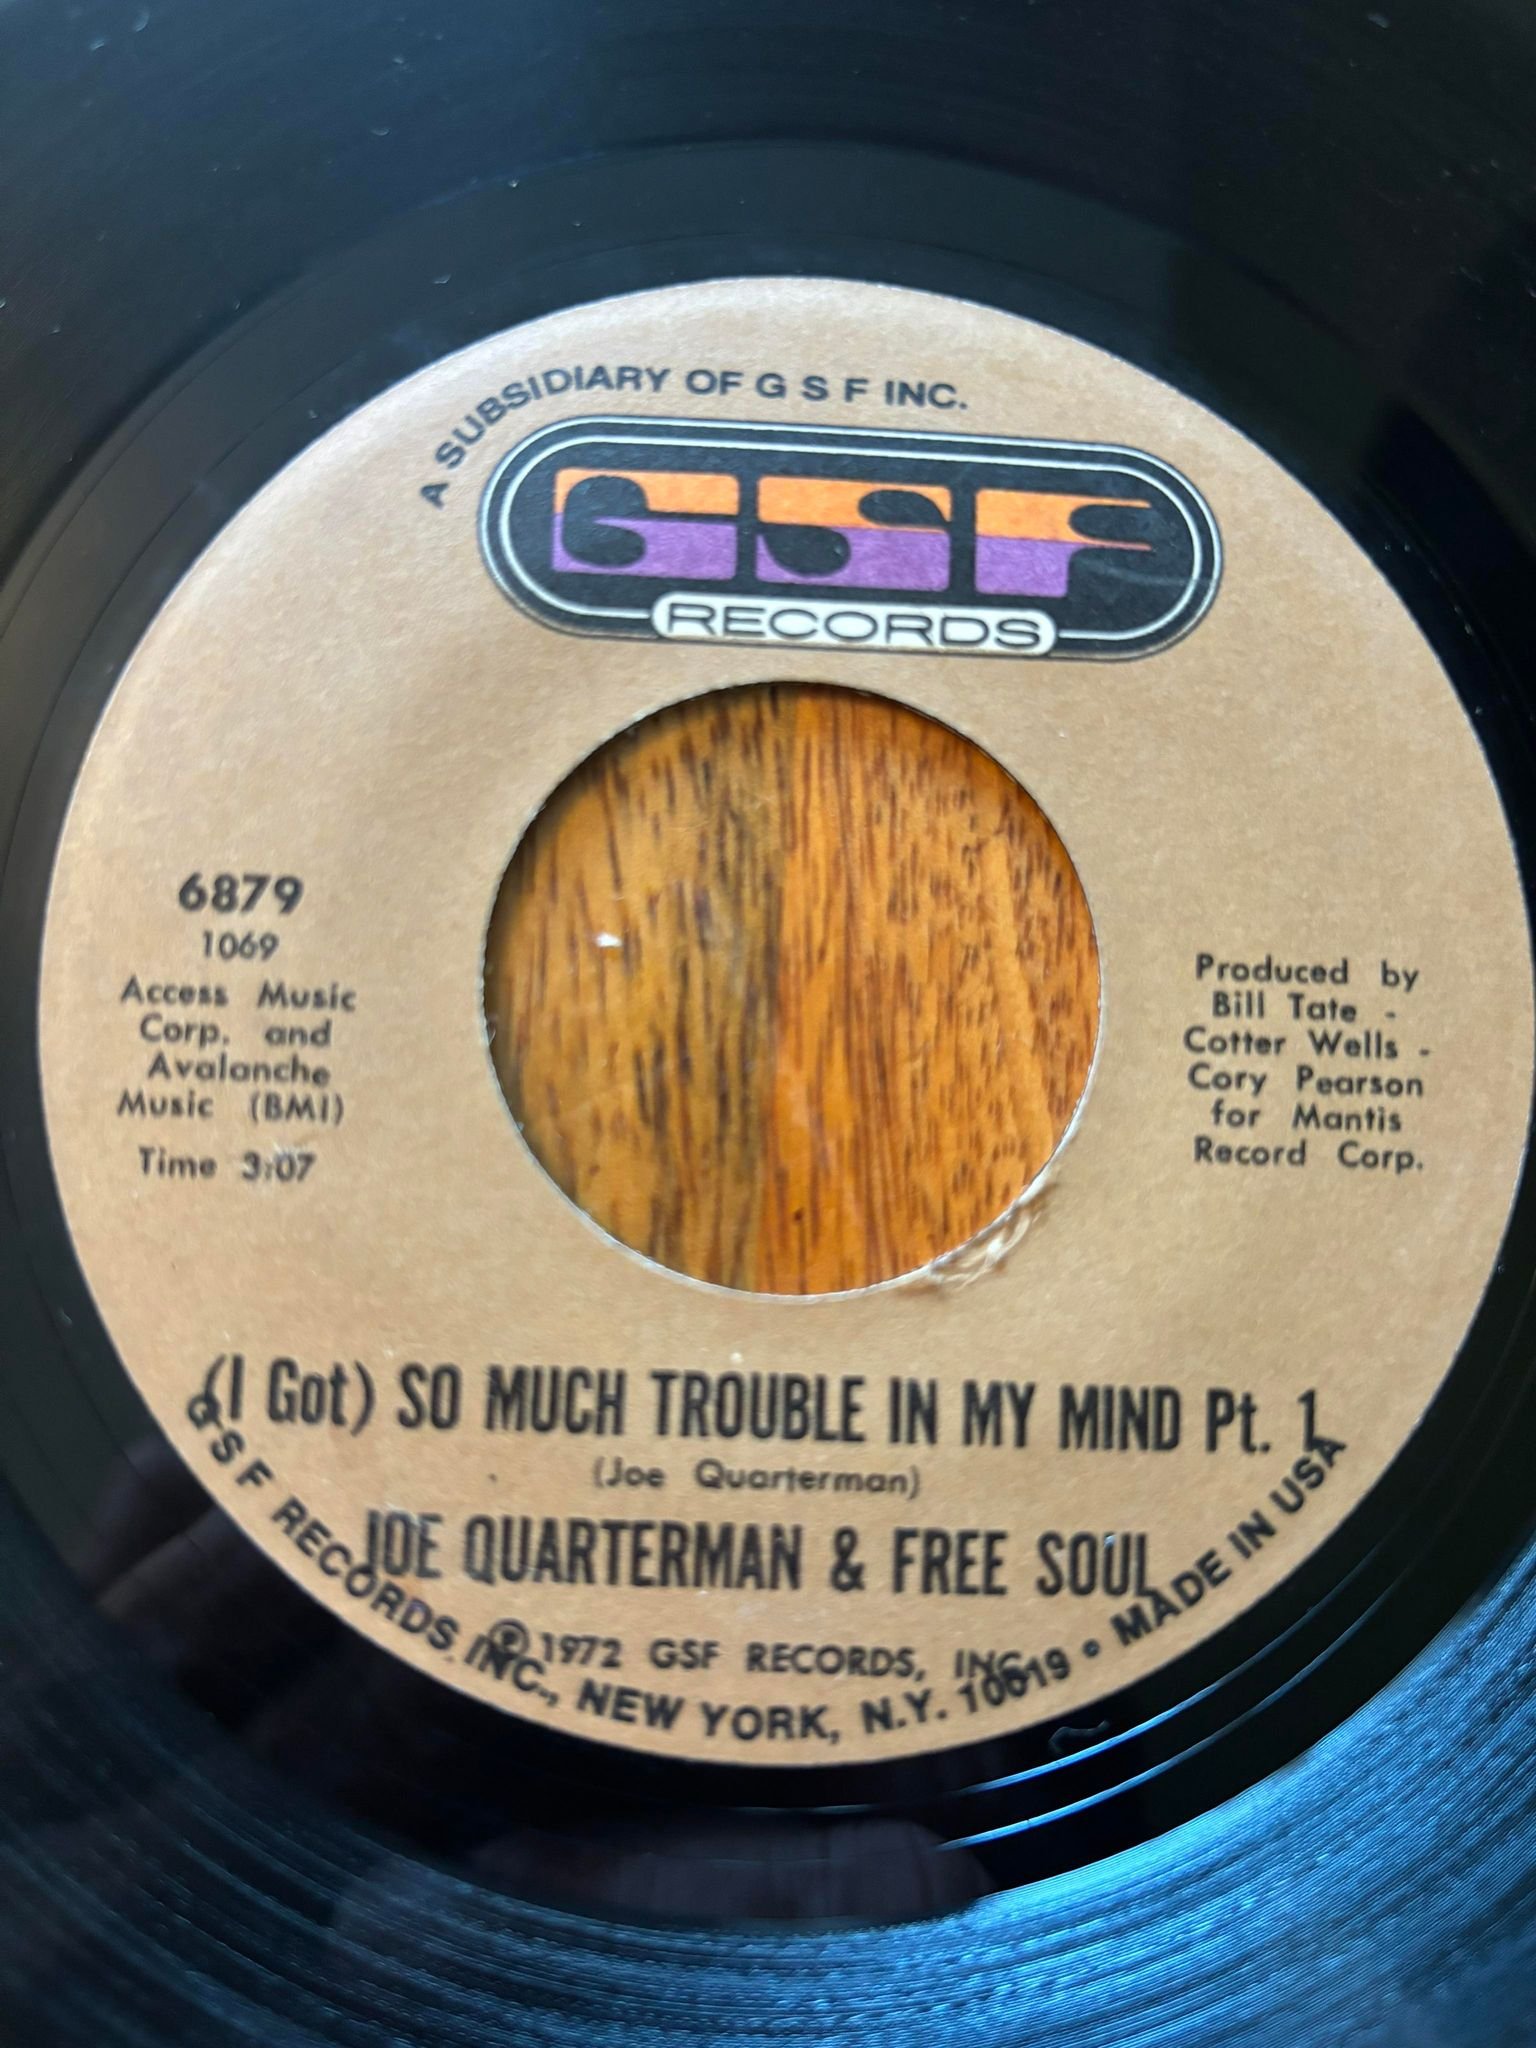 A SUBSIDIARY OF G S F INC.
GSF
RECORDS
6879
1069
Access Music
Corp. and
Avalanche
Music (BMI)
Time 3:07
Produced by
Bill Tate -
Cotter Wells -
Cory Pearson
for Mantis
Record Corp.
(I Got) SO MUCH TROUBLE IN MY MIND Pt. 1
(Joe Quarterman)
JOE QUARTERMAN & FREE SOUL
℗ 1972 GSF RECORDS, INC.
G S F RECORDS, INC., NEW YORK, N.Y. 10019 • MADE IN USA